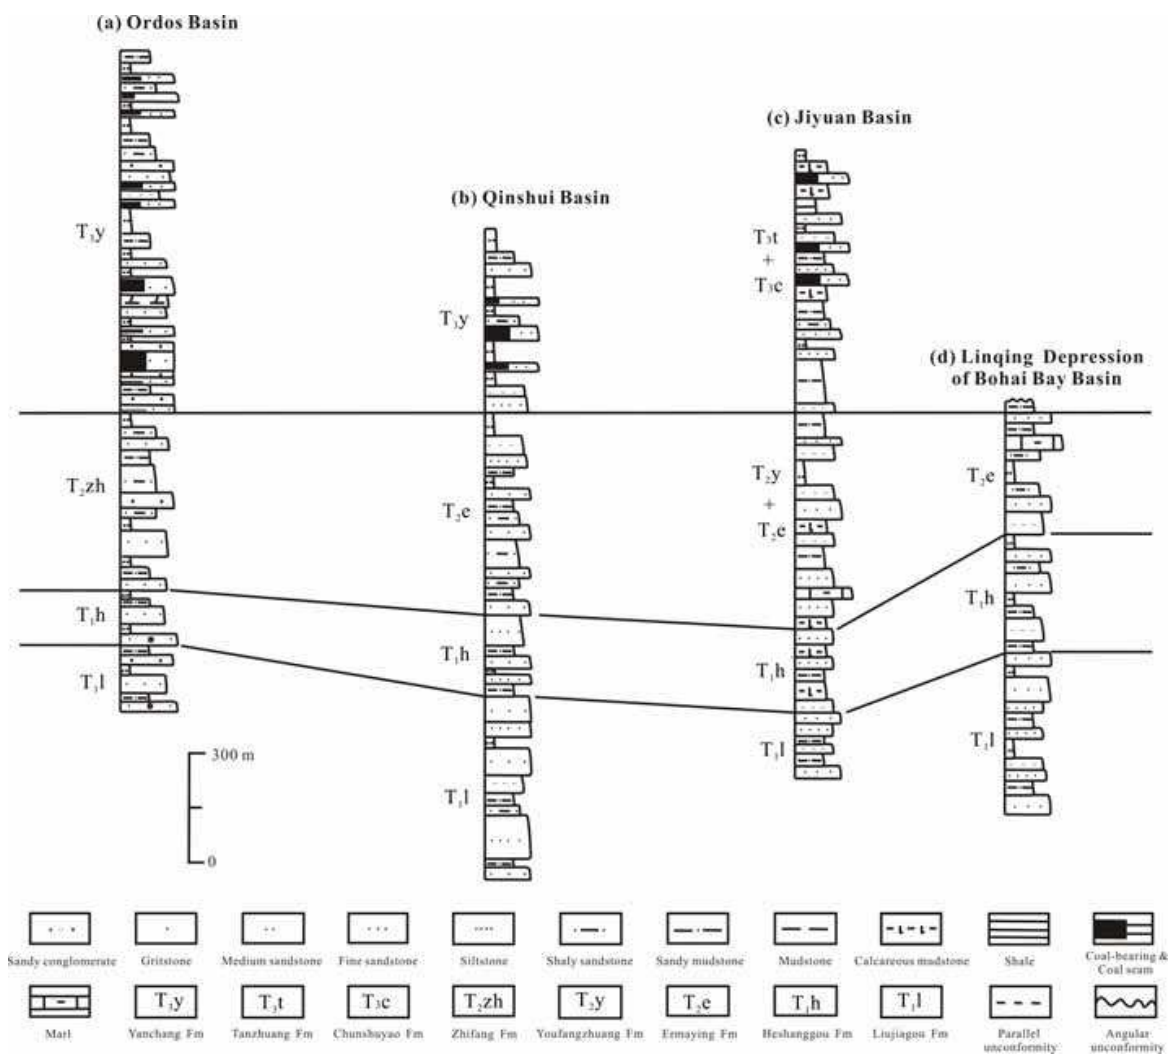 (a) Ordos Basin
(c) Jiyuan Basin
(b) Qinshui Basin
T₃y
T₃t
+
T₃c
T₃y
(d) Linqing Depression
of Bohai Bay Basin
T₂zh
T₂e
T₂y
+
T₂e
T₂e
T₁h
T₁h
T₁h
T₁h
T₁l
T₁l
T₁l
T₁l
300 m
0
Sandy conglomerate
Gritstone
Medium sandstone
Fine sandstone
Siltstone
Shaly sandstone
Sandy mudstone
Mudstone
Calcareous mudstone
Shale
Coal-bearing &
Coal seam
T₃y
T₃t
T₃c
T₂zh
T₂y
T₂e
T₁h
T₁l
Marl
Yanchang Fm
Tanzhuang Fm
Chunshuyao Fm
Zhifang Fm
Youfangzhuang Fm
Ermaying Fm
Heshanggou Fm
Liujiagou Fm
Parallel
unconformity
Angular
unconformity